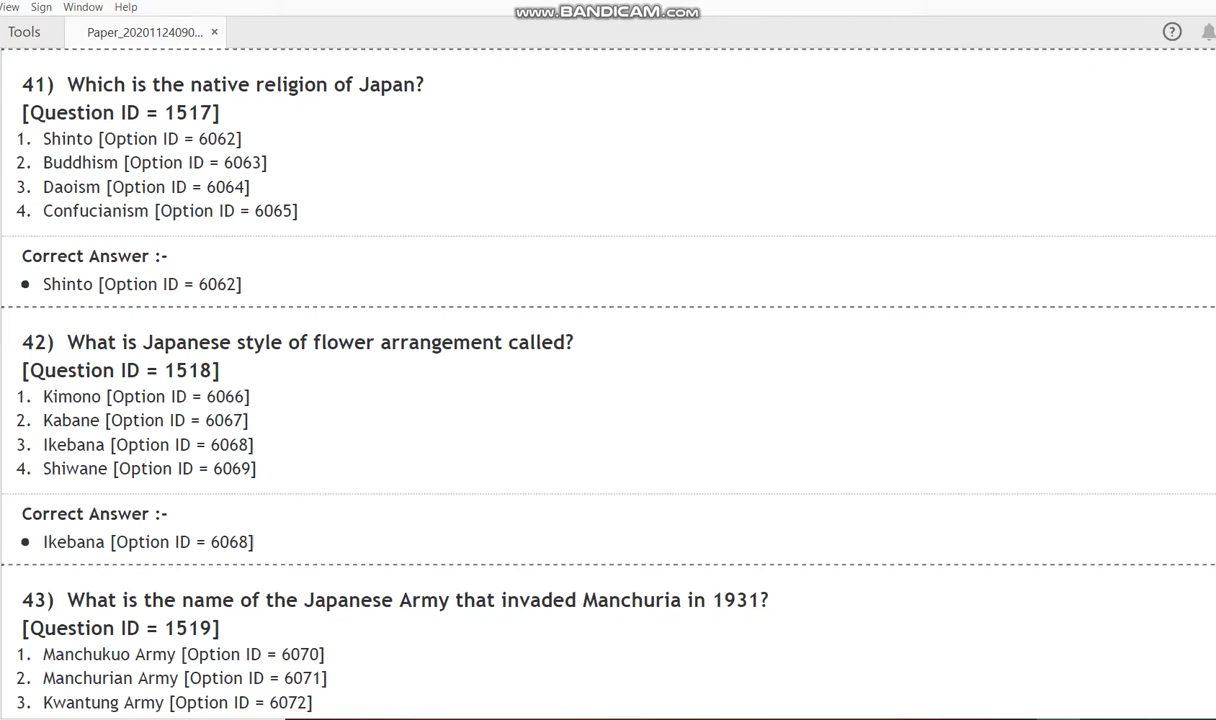 View Sign Window Help
www.BANDICAM.com
Tools Paper_20201124090... × ?
41) Which is the native religion of Japan?
[Question ID = 1517]
1. Shinto [Option ID = 6062]
2. Buddhism [Option ID = 6063]
3. Daoism [Option ID = 6064]
4. Confucianism [Option ID = 6065]
Correct Answer :-
• Shinto [Option ID = 6062]
42) What is Japanese style of flower arrangement called?
[Question ID = 1518]
1. Kimono [Option ID = 6066]
2. Kabane [Option ID = 6067]
3. Ikebana [Option ID = 6068]
4. Shiwane [Option ID = 6069]
Correct Answer :-
• Ikebana [Option ID = 6068]
43) What is the name of the Japanese Army that invaded Manchuria in 1931?
[Question ID = 1519]
1. Manchukuo Army [Option ID = 6070]
2. Manchurian Army [Option ID = 6071]
3. Kwantung Army [Option ID = 6072]